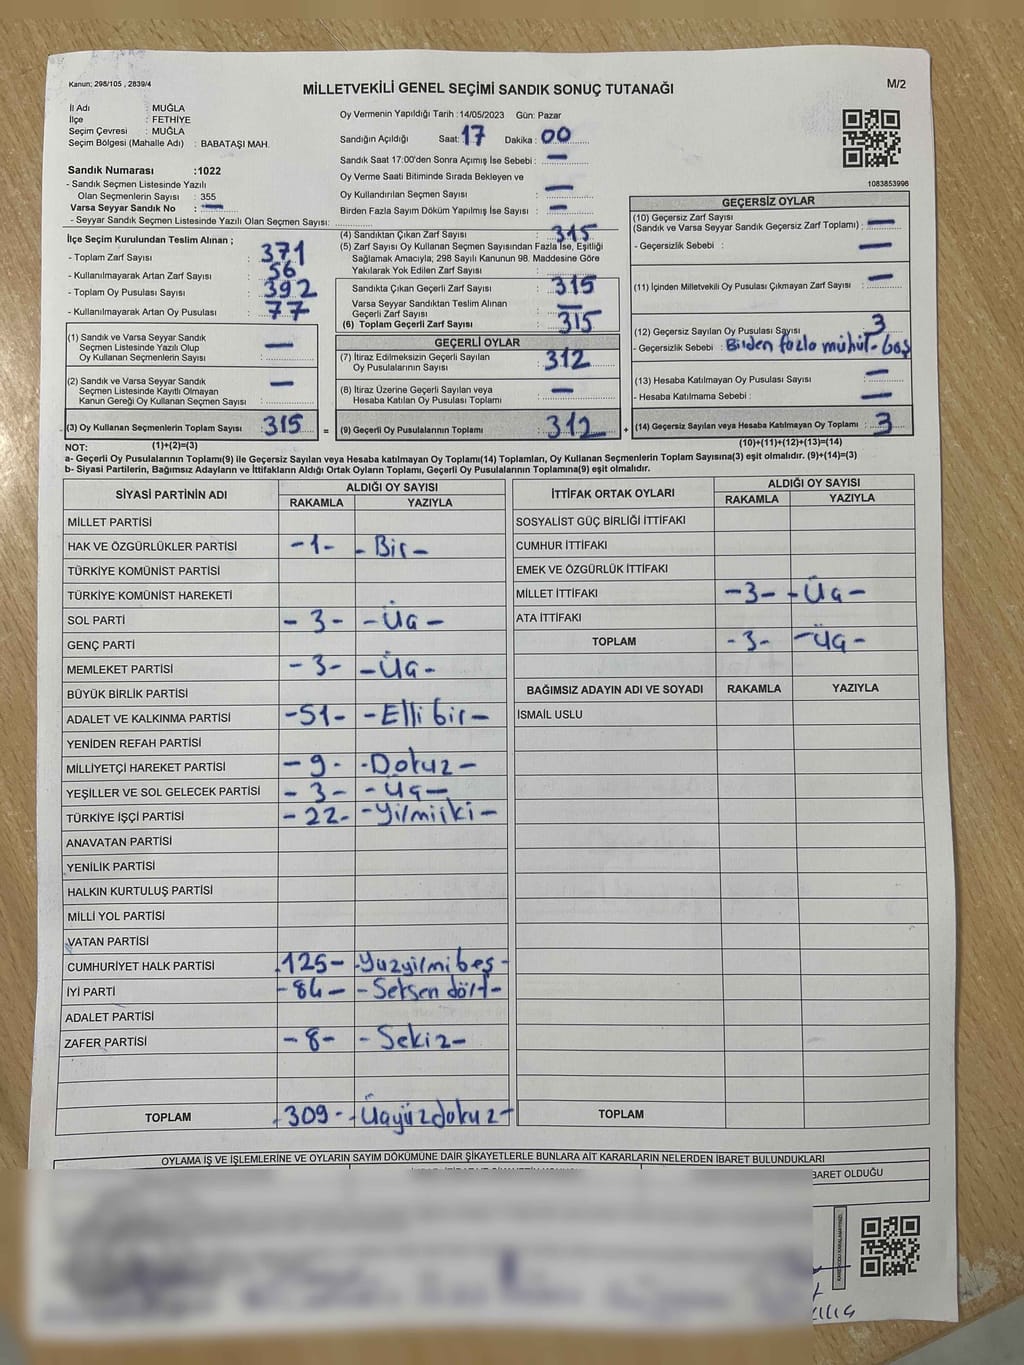 Kanun; 298/105 , 2839/4
MİLLETVEKİLİ GENEL SEÇİMİ SANDIK SONUÇ TUTANAĞI
M/2
İl Adı : MUĞLA
İlçe : FETHİYE
Seçim Çevresi : MUĞLA
Seçim Bölgesi (Mahalle Adı) : BABATAŞI MAH.
Sandık Numarası :1022
- Sandık Seçmen Listesinde Yazılı
Olan Seçmenlerin Sayısı : 355
Varsa Seyyar Sandık No : —
- Seyyar Sandık Seçmen Listesinde Yazılı Olan Seçmen Sayısı:
Oy Vermenin Yapıldığı Tarih :14/05/2023 Gün: Pazar
Sandığın Açıldığı Saat: 17 Dakika : 00
Sandık Saat 17:00'den Sonra Açımış İse Sebebi : —
Oy Verme Saati Bitiminde Sırada Bekleyen ve
Oy Kullandırılan Seçmen Sayısı : —
Birden Fazla Sayım Döküm Yapılmış İse Sayısı : —
1083853996
İlçe Seçim Kurulundan Teslim Alınan ;
- Toplam Zarf Sayısı : 371
- Kullanılmayarak Artan Zarf Sayısı : 56
- Toplam Oy Pusulası Sayısı : 392
- Kullanılmayarak Artan Oy Pusulası : 77
(1) Sandık ve Varsa Seyyar Sandık
Seçmen Listesinde Yazılı Olup
Oy Kullanan Seçmenlerin Sayısı : —
(2) Sandık ve Varsa Seyyar Sandık
Seçmen Listesinde Kayıtlı Olmayan
Kanun Gereği Oy Kullanan Seçmen Sayısı : —
(3) Oy Kullanan Seçmenlerin Toplam Sayısı : 315
(4) Sandıktan Çıkan Zarf Sayısı : 315
(5) Zarf Sayısı Oy Kullanan Seçmen Sayısından Fazla İse, Eşitliği
Sağlamak Amacıyla; 298 Sayılı Kanunun 98. Maddesine Göre
Yakılarak Yok Edilen Zarf Sayısı :
Sandıkta Çıkan Geçerli Zarf Sayısı : 315
Varsa Seyyar Sandıktan Teslim Alınan
Geçerli Zarf Sayısı : —
(6) Toplam Geçerli Zarf Sayısı : 315
GEÇERLİ OYLAR
(7) İtiraz Edilmeksizin Geçerli Sayılan
Oy Pusulalarının Sayısı : 312
(8) İtiraz Üzerine Geçerli Sayılan veya
Hesaba Katılan Oy Pusulası Toplamı : —
= (9) Geçerli Oy Pusulalarının Toplamı : 312 +
GEÇERSİZ OYLAR
(10) Geçersiz Zarf Sayısı
(Sandık ve Varsa Seyyar Sandık Geçersiz Zarf Toplamı) : —
- Geçersizlik Sebebi : —
(11) İçinden Milletvekili Oy Pusulası Çıkmayan Zarf Sayısı : —
(12) Geçersiz Sayılan Oy Pusulası Sayısı : 3
- Geçersizlik Sebebi : Birden fazla mühür-boş
(13) Hesaba Katılmayan Oy Pusulası Sayısı : —
- Hesaba Katılmama Sebebi : —
(14) Geçersiz Sayılan veya Hesaba Katılmayan Oy Toplamı : 3
NOT: (1)+(2)=(3)
(10)+(11)+(12)+(13)=(14)
a- Geçerli Oy Pusulalarının Toplamı(9) ile Geçersiz Sayılan veya Hesaba katılmayan Oy Toplamı(14) Toplamları, Oy Kullanan Seçmenlerin Toplam Sayısına(3) eşit olmalıdır. (9)+(14)=(3)
b- Siyasi Partilerin, Bağımsız Adayların ve İttifakların Aldığı Ortak Oyların Toplamı, Geçerli Oy Pusulalarının Toplamına(9) eşit olmalıdır.
SİYASİ PARTİNİN ADI
ALDIĞI OY SAYISI
RAKAMLA YAZIYLA
MİLLET PARTİSİ
HAK VE ÖZGÜRLÜKLER PARTİSİ -1- - Bir -
TÜRKİYE KOMÜNİST PARTİSİ
TÜRKİYE KOMÜNİST HAREKETİ
SOL PARTİ - 3 - - Üç -
GENÇ PARTİ
MEMLEKET PARTİSİ - 3 - - Üç -
BÜYÜK BİRLİK PARTİSİ
ADALET VE KALKINMA PARTİSİ -51- - Elli bir -
YENİDEN REFAH PARTİSİ
MİLLİYETÇİ HAREKET PARTİSİ - 9 - - Dokuz -
YEŞİLLER VE SOL GELECEK PARTİSİ - 3 - - Üç -
TÜRKİYE İŞÇİ PARTİSİ - 22 - - Yirmiiki -
ANAVATAN PARTİSİ
YENİLİK PARTİSİ
HALKIN KURTULUŞ PARTİSİ
MİLLİ YOL PARTİSİ
VATAN PARTİSİ
CUMHURİYET HALK PARTİSİ -125- -Yüzyirmibeş-
İYİ PARTİ - 84 - - Seksen dört-
ADALET PARTİSİ
ZAFER PARTİSİ - 8 - - Sekiz -
TOPLAM - 309 - - Üçyüzdokuz -
İTTİFAK ORTAK OYLARI
ALDIĞI OY SAYISI
RAKAMLA YAZIYLA
SOSYALİST GÜÇ BİRLİĞİ İTTİFAKI
CUMHUR İTTİFAKI
EMEK VE ÖZGÜRLÜK İTTİFAKI
MİLLET İTTİFAKI - 3 - - Üç -
ATA İTTİFAKI
TOPLAM - 3 - - Üç -
BAĞIMSIZ ADAYIN ADI VE SOYADI RAKAMLA YAZIYLA
İSMAİL USLU
TOPLAM
OYLAMA İŞ VE İŞLEMLERİNE VE OYLARIN SAYIM DÖKÜMÜNE DAİR ŞİKAYETLERLE BUNLARA AİT KARARLARIN NELERDEN İBARET BULUNDUKLARI
BARET OLDUĞU